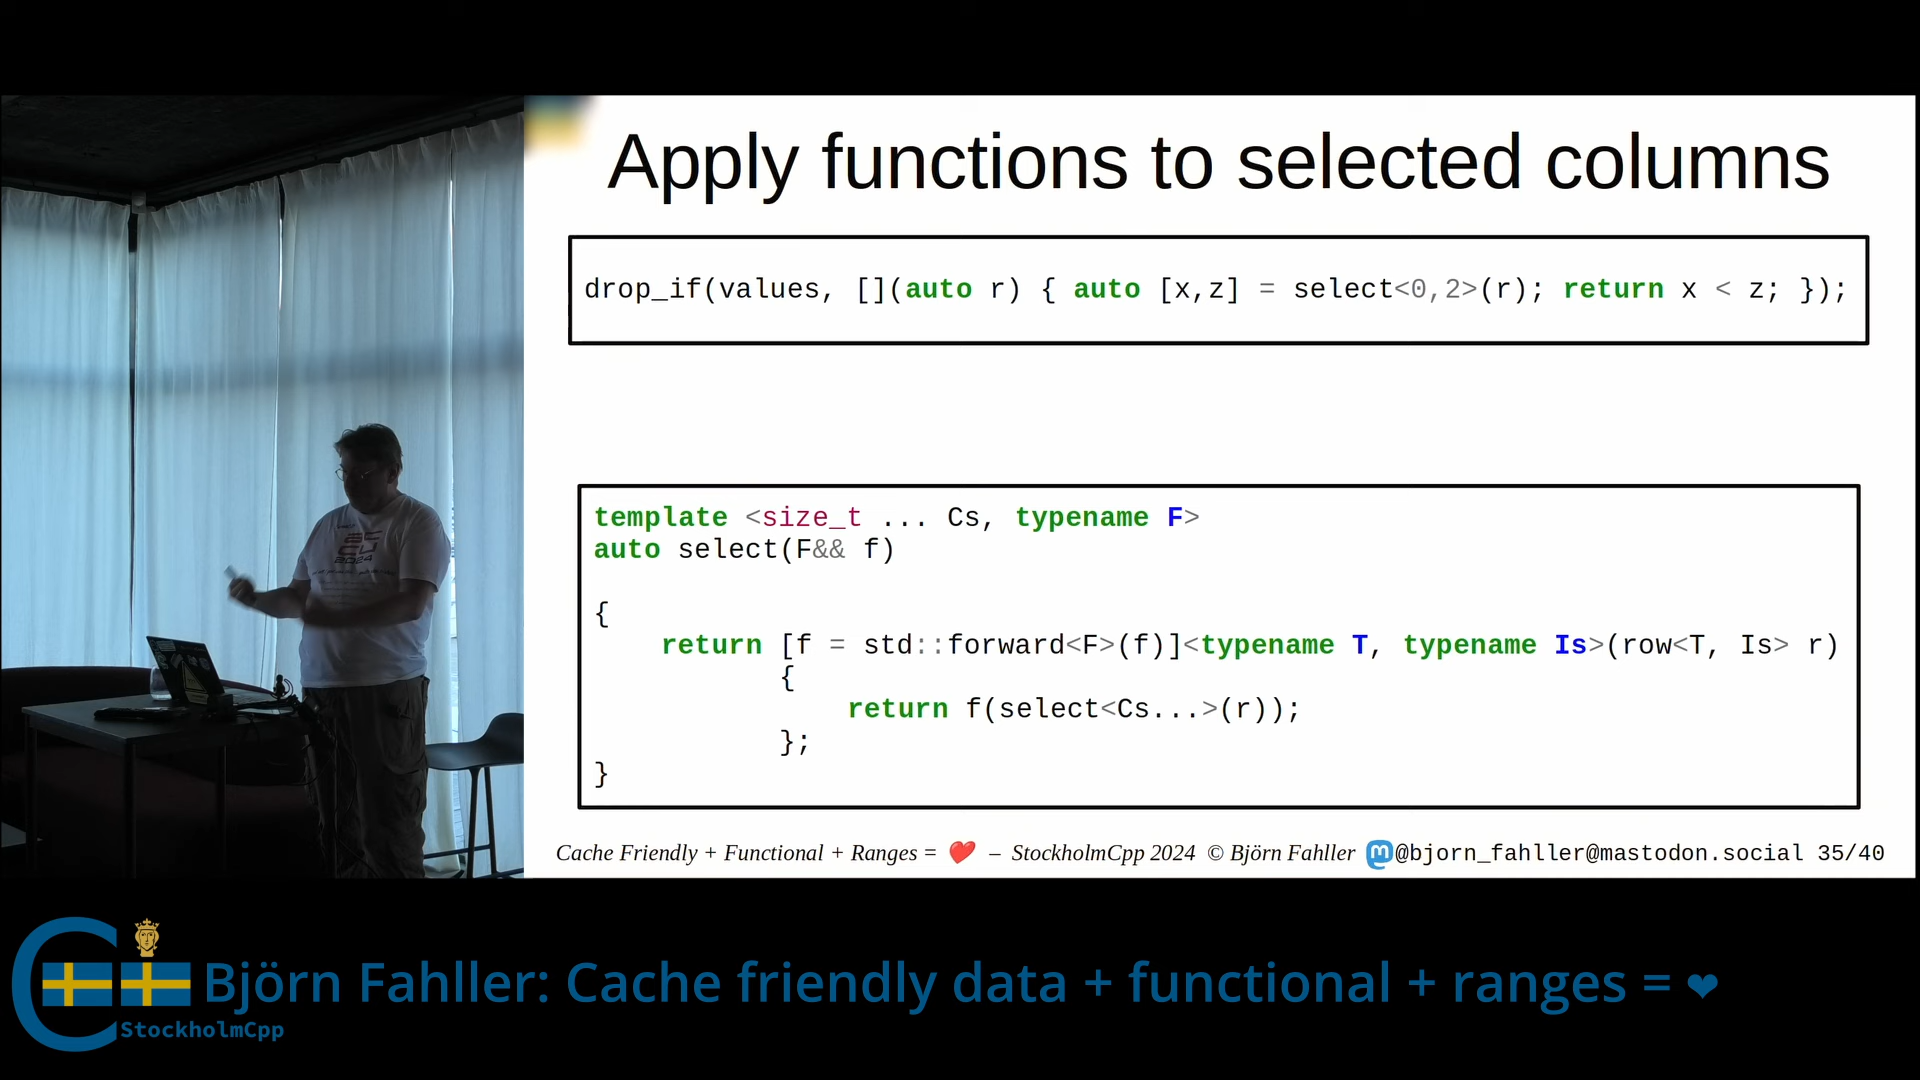 Apply functions to selected columns
drop_if(values, [](auto r) { auto [x,z] = select<0,2>(r); return x < z; });
template <size_t ... Cs, typename F>
auto select(F&& f)
{
    return [f = std::forward<F>(f)]<typename T, typename Is>(row<T, Is> r)
           {
               return f(select<Cs...>(r));
           };
}
Cache Friendly + Functional + Ranges = ❤️ – StockholmCpp 2024 © Björn Fahller @bjorn_fahller@mastodon.social 35/40
accu
2024
Björn Fahller: Cache friendly data + functional + ranges = ❤
StockholmCpp